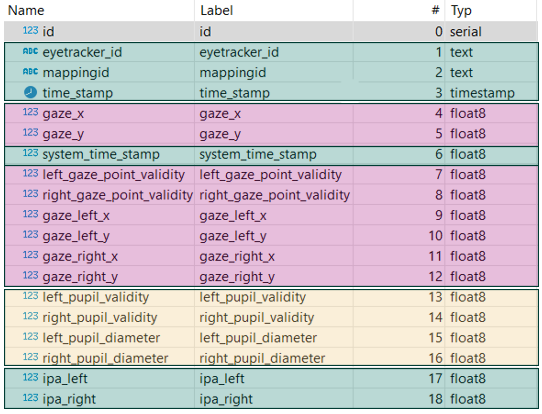 Name Label # Typ
123 id id 0 serial
ABC eyetracker_id eyetracker_id 1 text
ABC mappingid mappingid 2 text
time_stamp time_stamp 3 timestamp
123 gaze_x gaze_x 4 float8
123 gaze_y gaze_y 5 float8
123 system_time_stamp system_time_stamp 6 float8
123 left_gaze_point_validity left_gaze_point_validity 7 float8
123 right_gaze_point_validity right_gaze_point_validity 8 float8
123 gaze_left_x gaze_left_x 9 float8
123 gaze_left_y gaze_left_y 10 float8
123 gaze_right_x gaze_right_x 11 float8
123 gaze_right_y gaze_right_y 12 float8
123 left_pupil_validity left_pupil_validity 13 float8
123 right_pupil_validity right_pupil_validity 14 float8
123 left_pupil_diameter left_pupil_diameter 15 float8
123 right_pupil_diameter right_pupil_diameter 16 float8
123 ipa_left ipa_left 17 float8
123 ipa_right ipa_right 18 float8